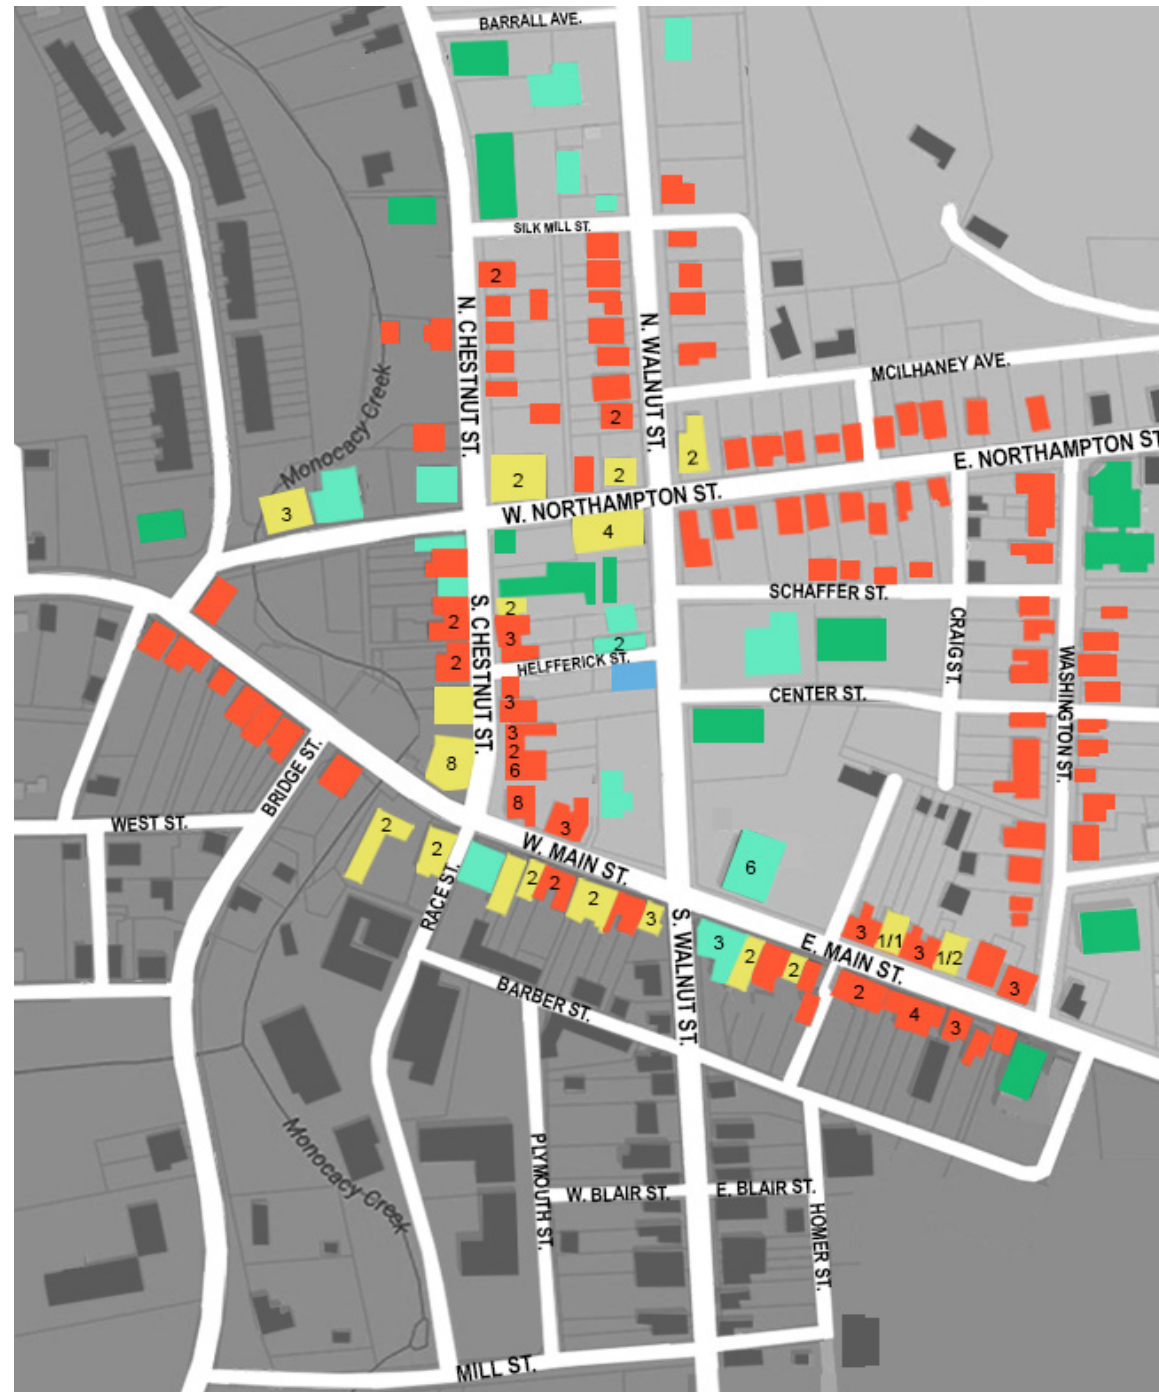 BARRALL AVE.
SILK MILL ST.
2
N. CHESTNUT ST.
N. WALNUT ST.
MCILHANEY AVE.
Monocacy Creek
2
2
2
2
E. NORTHAMPTON ST
W. NORTHAMPTON ST.
3
4
SCHAFFER ST.
S. CHESTNUT ST.
2
2
3
2
HELFFERICK ST.
2
CRAIG ST.
WASHINGTON ST.
CENTER ST.
3
3
2
6
8
8
BRIDGE ST.
WEST ST.
2
2
3
W. MAIN ST.
6
RACE ST.
2
2
2
3
S. WALNUT ST.
3
2
2
E. MAIN ST.
3
1/1
3
1/2
3
2
4
3
BARBER ST.
Monocacy Creek
PLYMOUTH ST.
W. BLAIR ST.
E. BLAIR ST.
HOMER ST.
MILL ST.